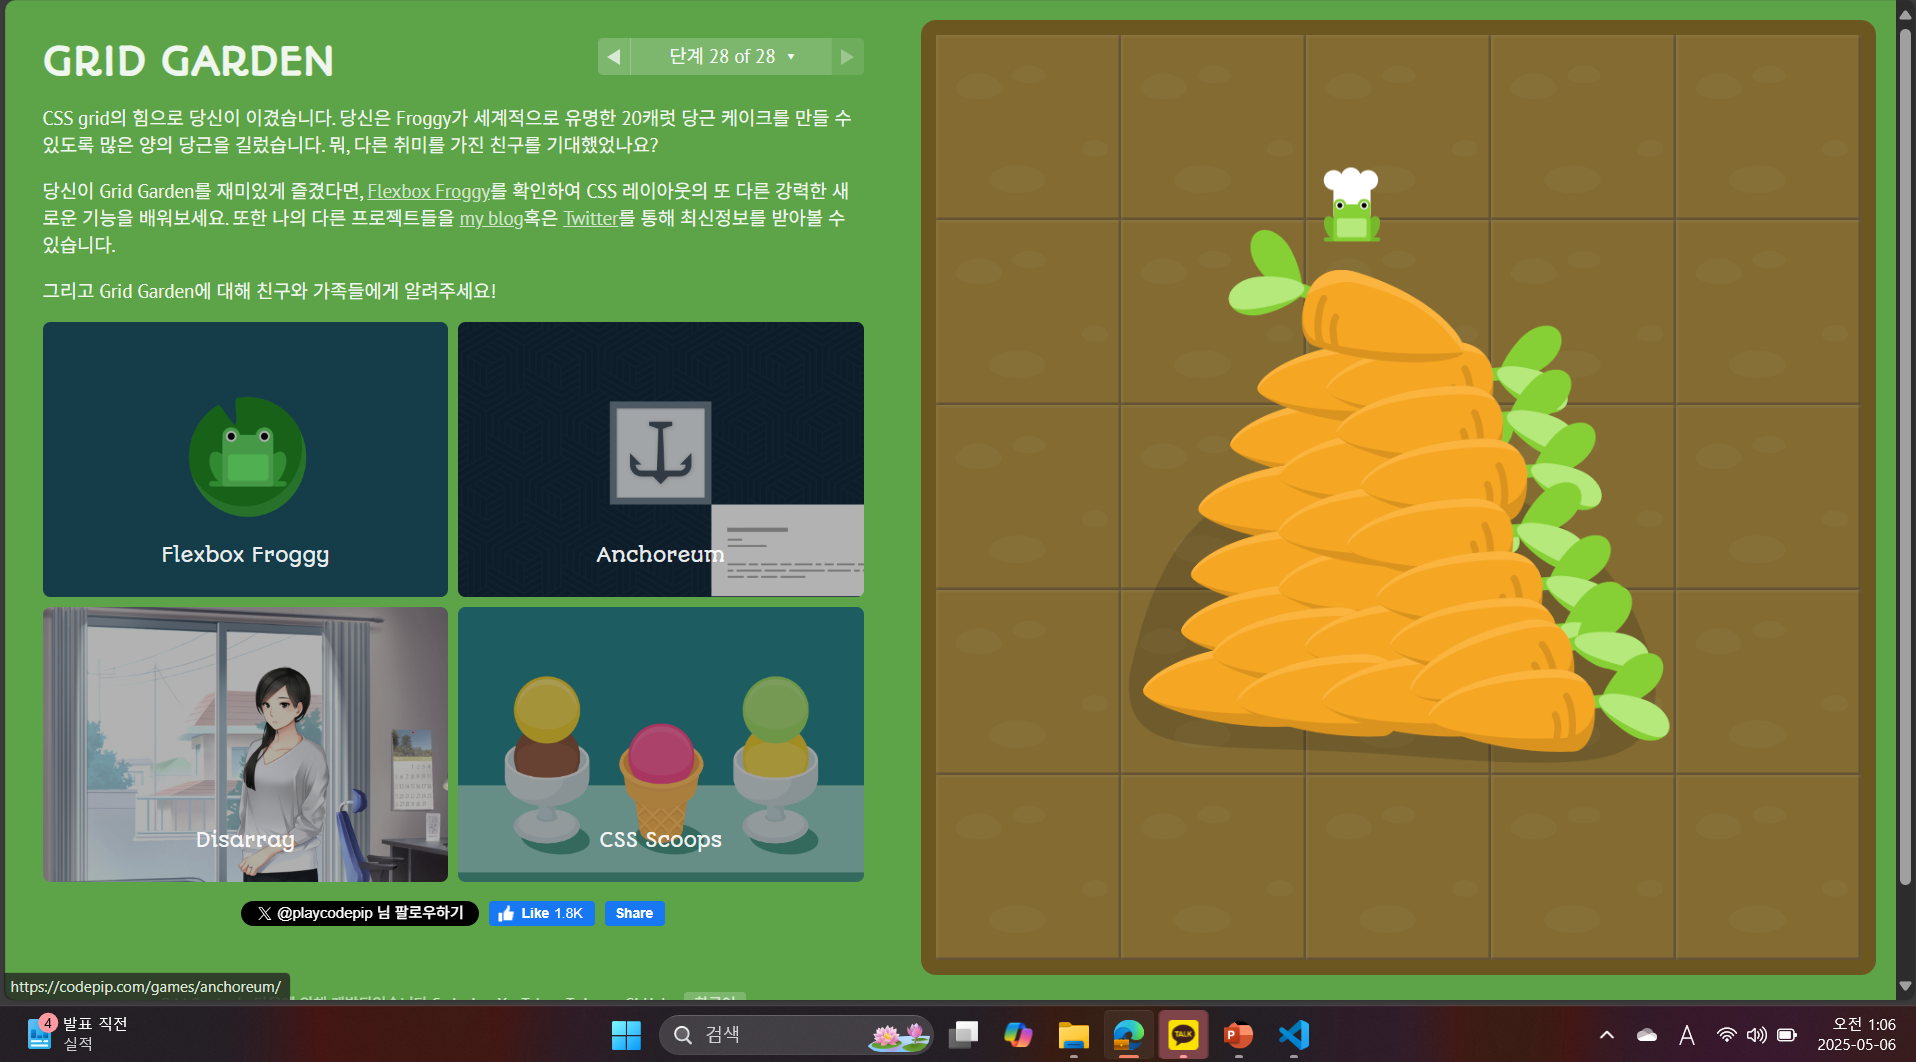 GRID GARDEN
◀ 단계 28 of 28 ▼ ▶
CSS grid의 힘으로 당신이 이겼습니다. 당신은 Froggy가 세계적으로 유명한 20캐럿 당근 케이크를 만들 수
있도록 많은 양의 당근을 길렀습니다. 뭐, 다른 취미를 가진 친구를 기대했었나요?
당신이 Grid Garden를 재미있게 즐겼다면, Flexbox Froggy를 확인하여 CSS 레이아웃의 또 다른 강력한 새
로운 기능을 배워보세요. 또한 나의 다른 프로젝트들을 my blog혹은 Twitter를 통해 최신정보를 받아볼 수
있습니다.
그리고 Grid Garden에 대해 친구와 가족들에게 알려주세요!
Flexbox Froggy
Anchoreum
Disarray
CSS Scoops
X @playcodepip 님 팔로우하기
Like 1.8K
Share
https://codepip.com/games/anchoreum/
4
발표 직전
실적
검색
TALK
P
A
오전 1:06
2025-05-06